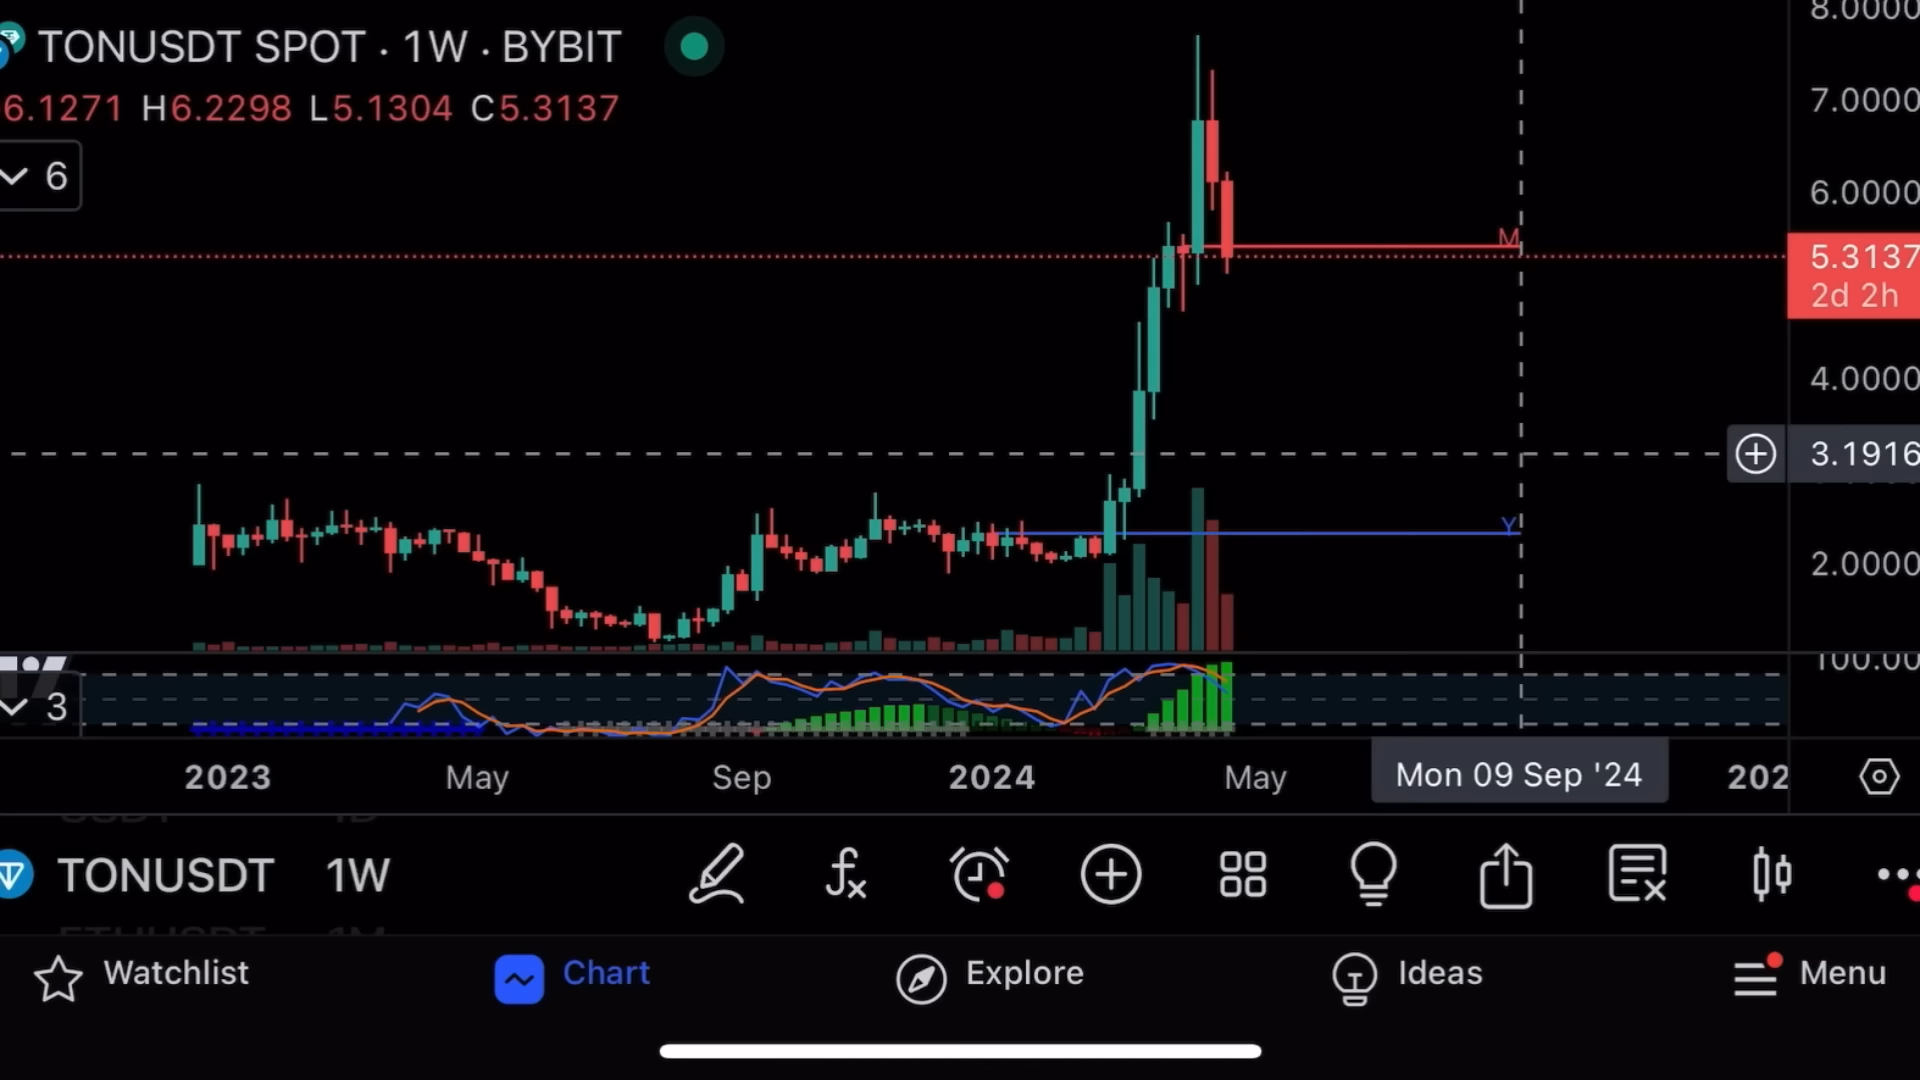 TONUSDT SPOT · 1W · BYBIT
6.1271 H6.2298 L5.1304 C5.3137
6
8.0000
7.0000
6.0000
M
5.3137
2d 2h
4.0000
3.1916
Y
2.0000
100.00
3
2023 May Sep 2024 May Mon 09 Sep '24 202
TONUSDT 1W
Watchlist Chart Explore Ideas Menu